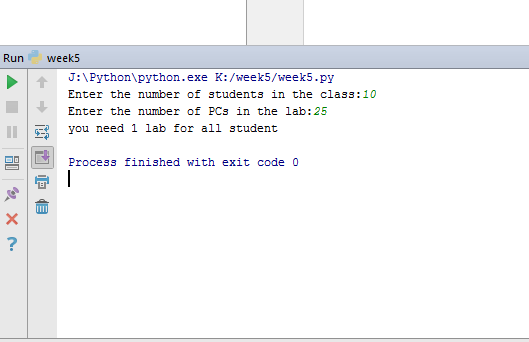 Run week5
J:\Python\python.exe K:/week5/week5.py
Enter the number of students in the class:10
Enter the number of PCs in the lab:25
you need 1 lab for all student
Process finished with exit code 0